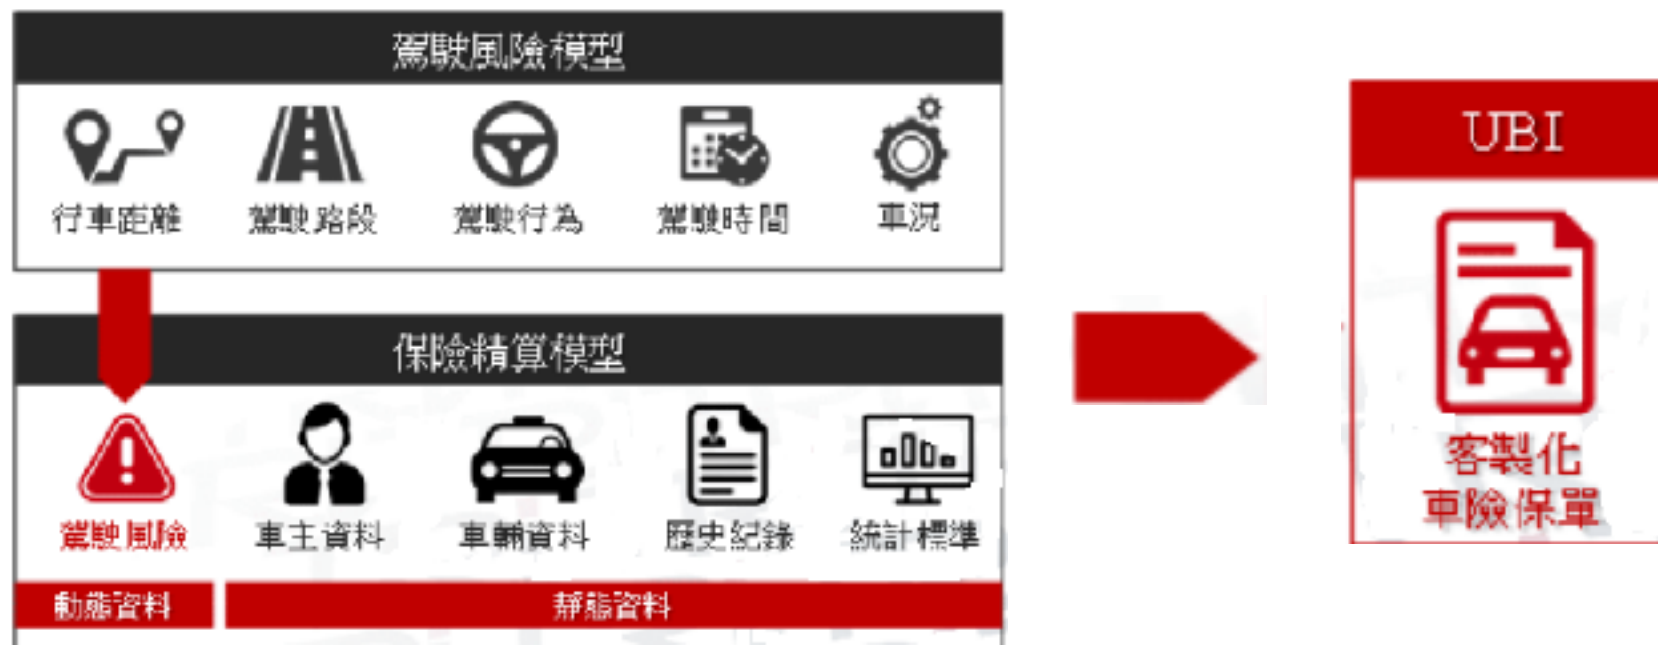 駕駛風險模型
行車距離 駕駛路段 駕駛行為 駕駛時間 車況
保險精算模型
駕駛風險 車主資料 車輛資料 歷史紀錄 統計標準
動態資料 靜態資料
UBI
客製化
車險保單